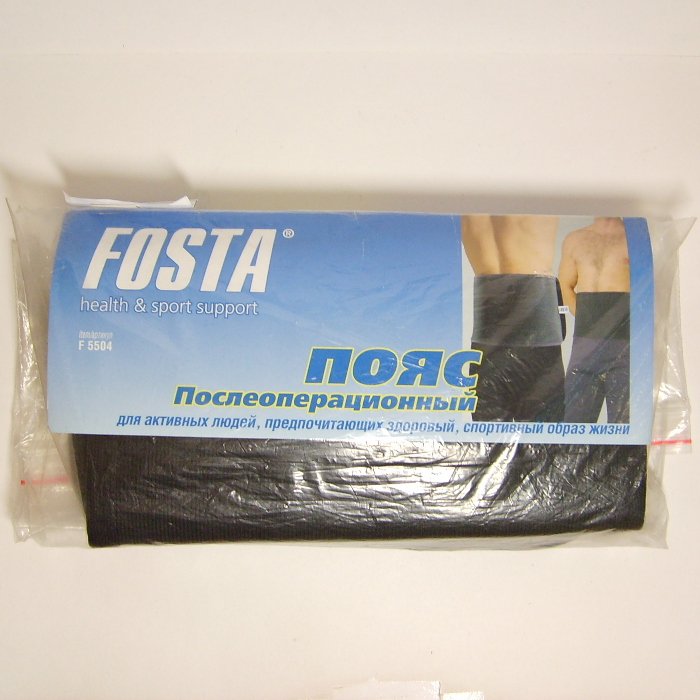 FOSTA®
health & sport support
F 5504
пояс
Послеоперационный
для активных людей, предпочитающих здоровый, спортивный образ жизни